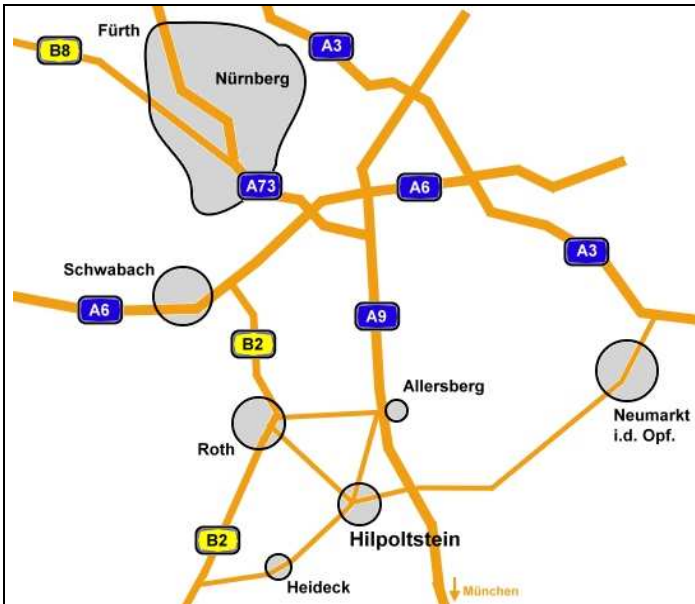 Fürth
A3
B8
Nürnberg
A73
A6
Schwabach
A3
A6
A9
B2
Allersberg
Neumarkt
i.d. Opf.
Roth
Hilpoltstein
B2
Heideck
München